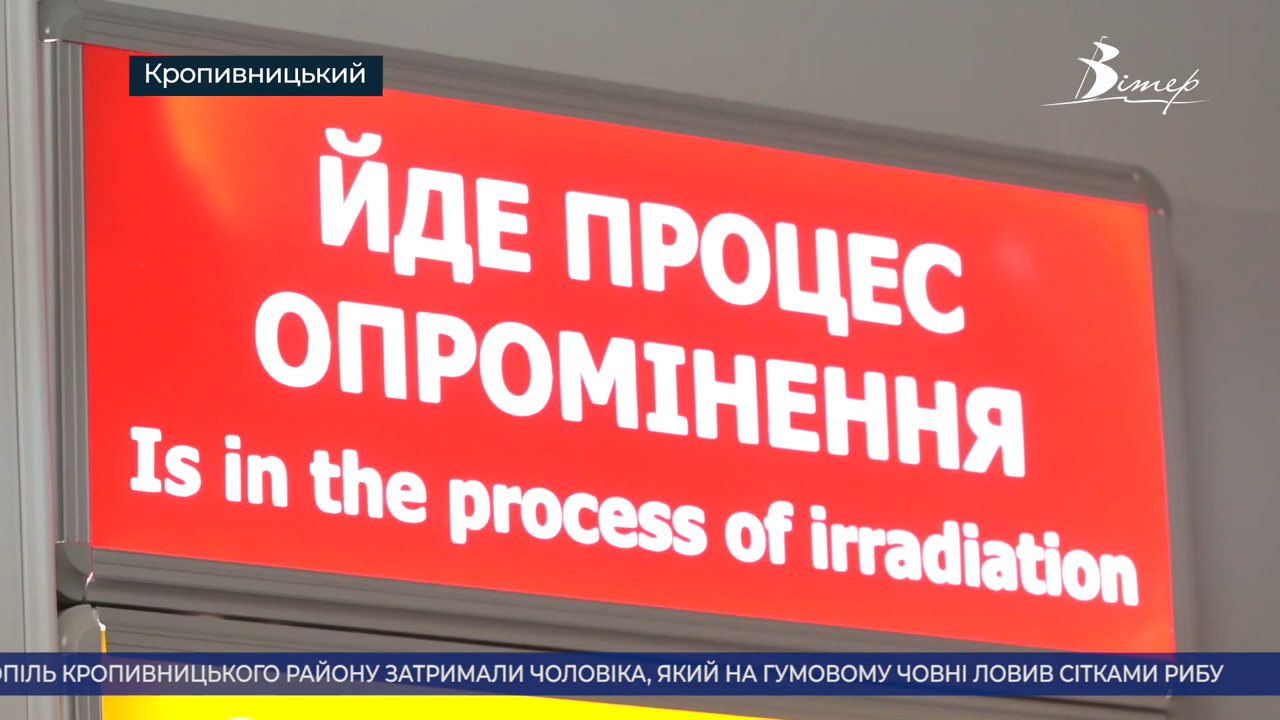 Кропивницький
Вітер
ЙДЕ ПРОЦЕС
ОПРОМІНЕННЯ
Is in the process of irradiation
КРОПИВНИЦЬКОГО РАЙОНУ ЗАТРИМАЛИ ЧОЛОВІКА, ЯКИЙ НА ГУМОВОМУ ЧОВНІ ЛОВИВ СІТКАМИ РИБУ